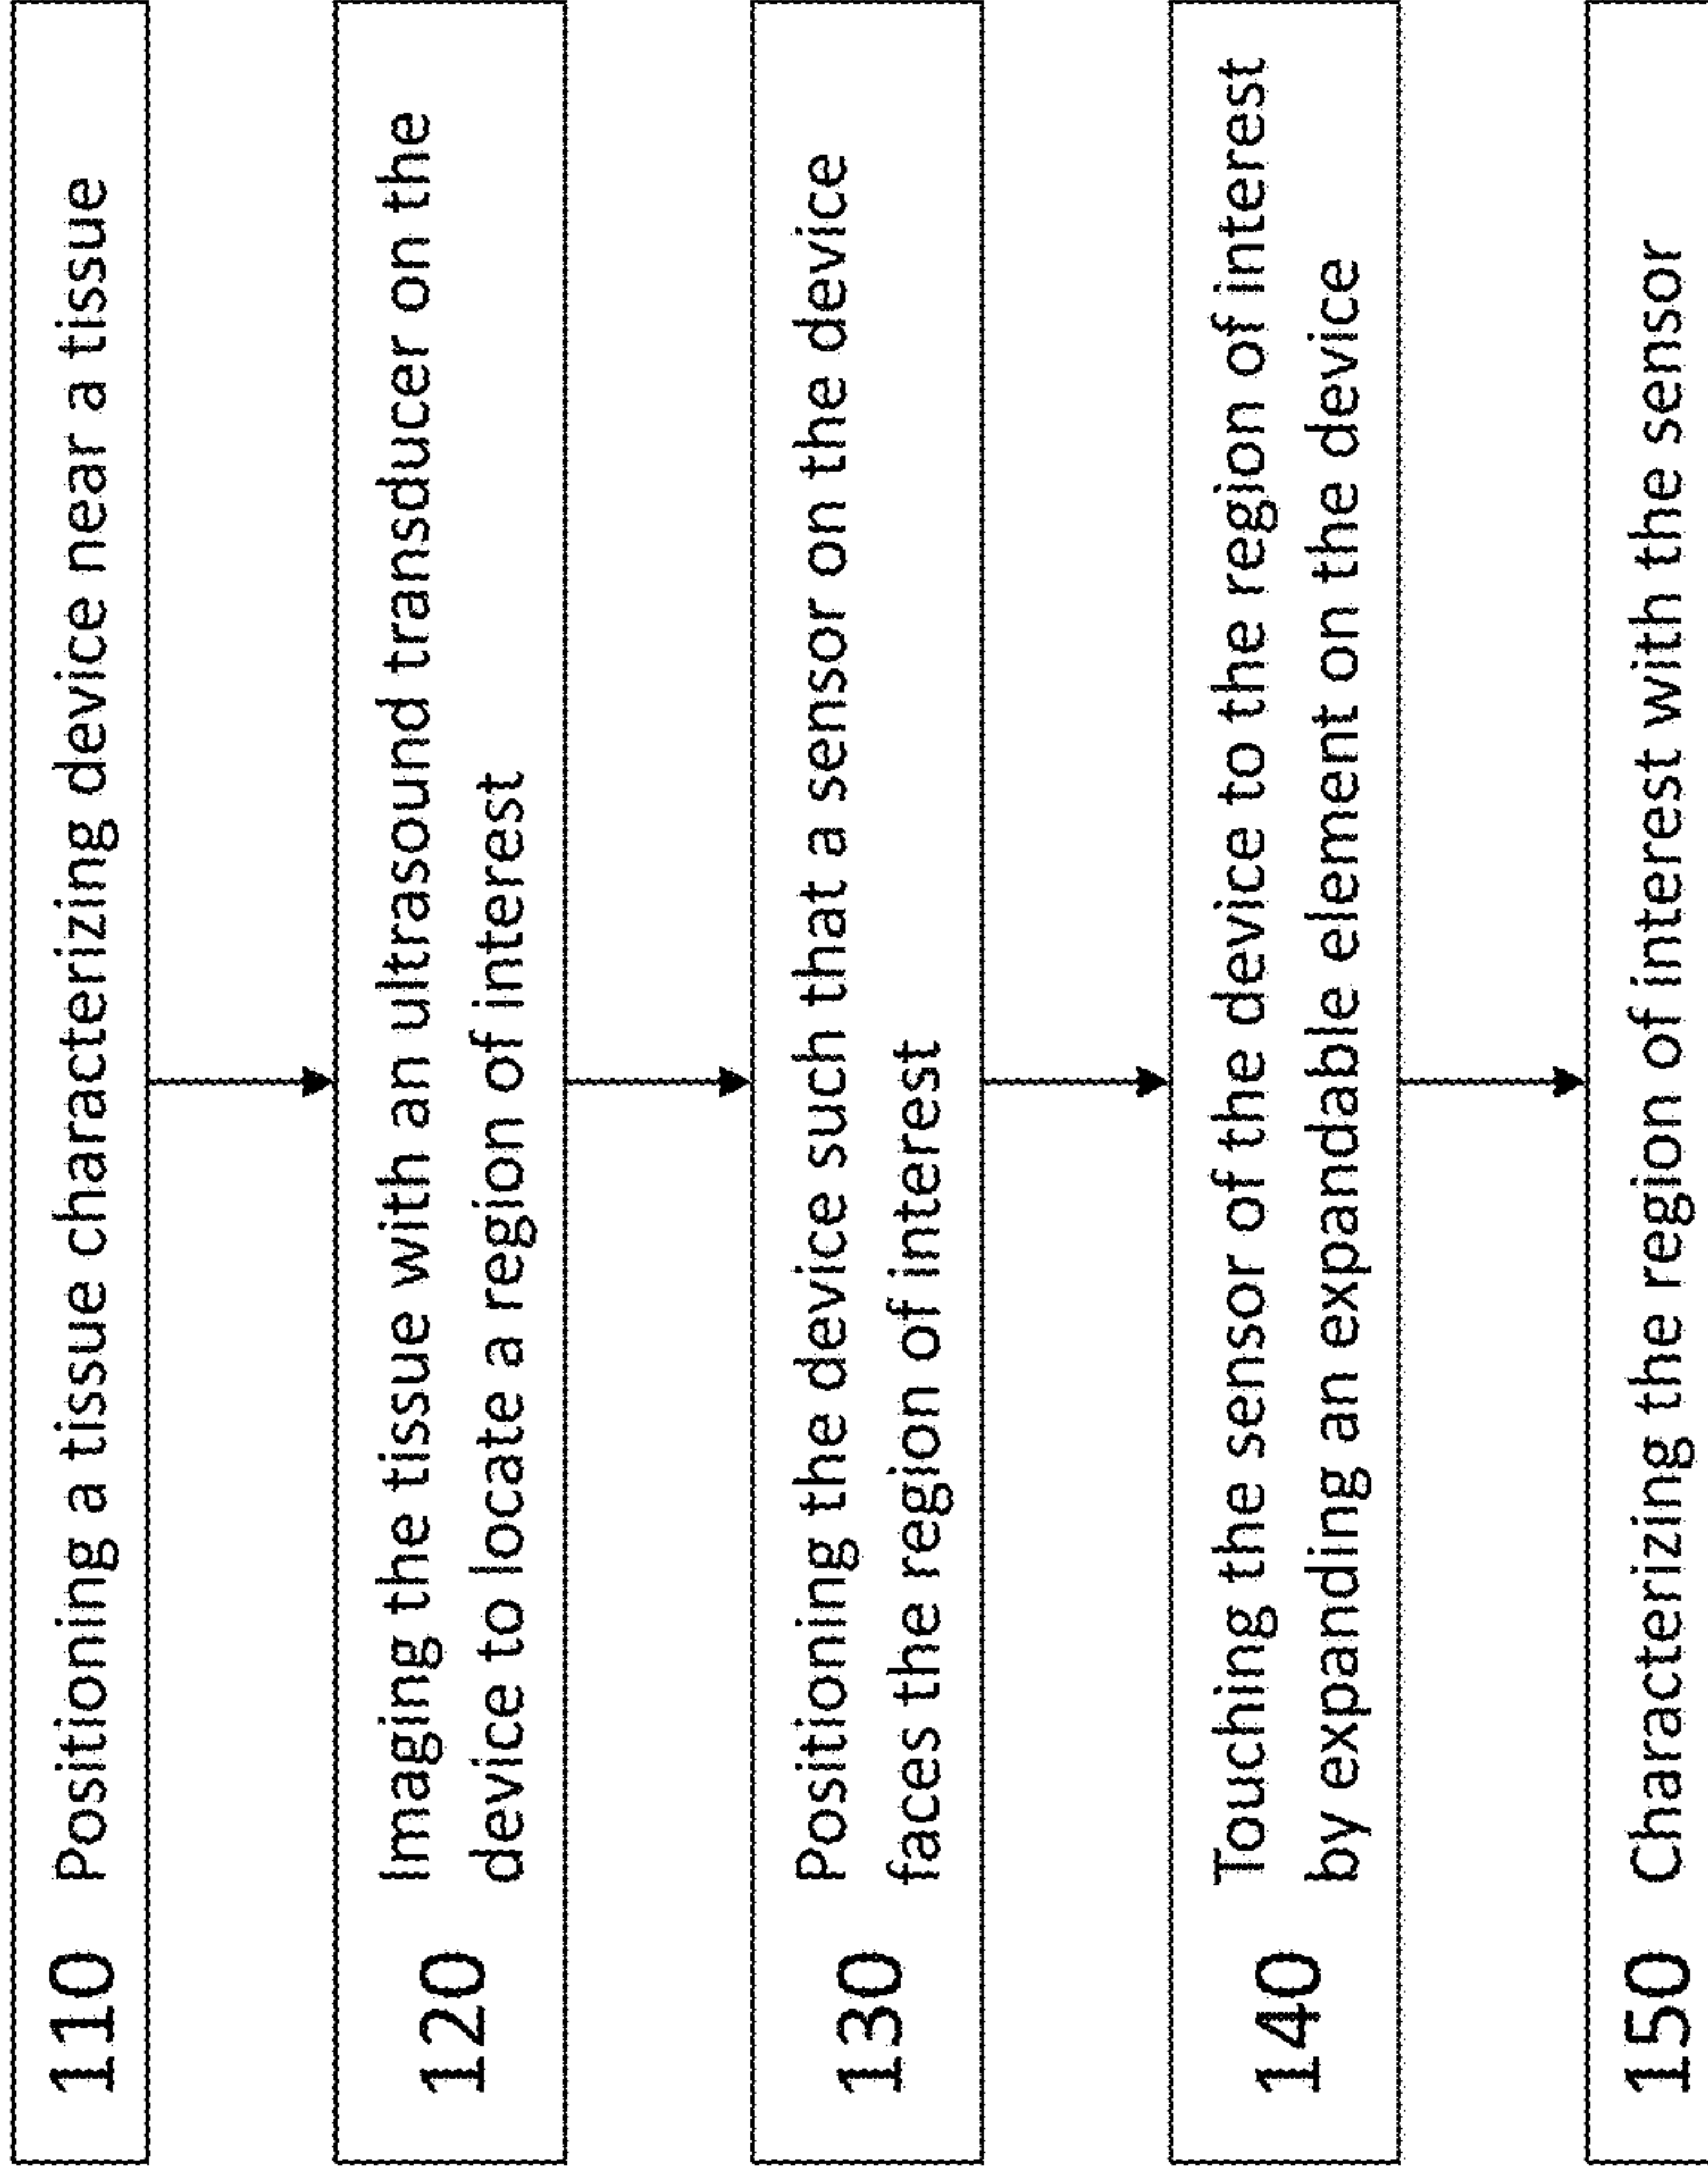 110 Positioning a tissue characterizing device near a tissue
120 Imaging the tissue with an ultrasound transducer on the
device to locate a region of interest
130 Positioning the device such that a sensor on the device
faces the region of interest
140 Touching the sensor of the device to the region of interest
by expanding an expandable element on the device
150 Characterizing the region of interest with the sensor